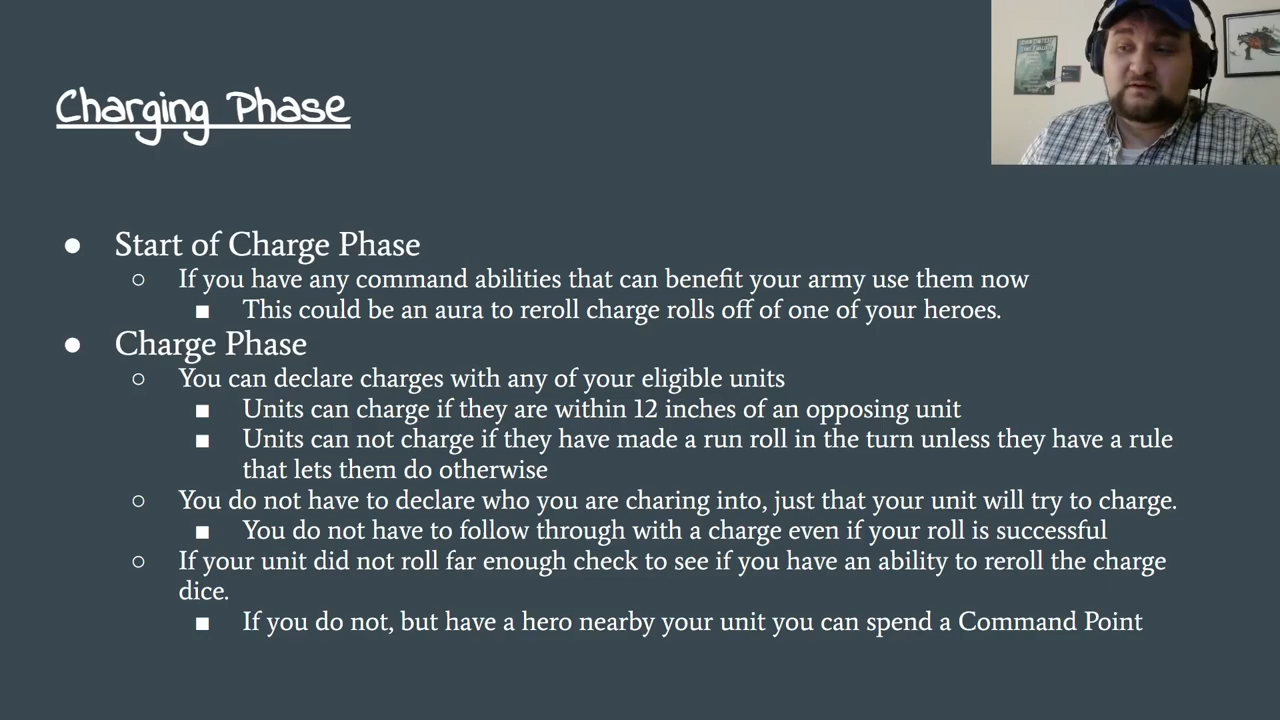 Charging Phase
● Start of Charge Phase
○ If you have any command abilities that can benefit your army use them now
■ This could be an aura to reroll charge rolls off of one of your heroes.
● Charge Phase
○ You can declare charges with any of your eligible units
■ Units can charge if they are within 12 inches of an opposing unit
■ Units can not charge if they have made a run roll in the turn unless they have a rule
that lets them do otherwise
○ You do not have to declare who you are charing into, just that your unit will try to charge.
■ You do not have to follow through with a charge even if your roll is successful
○ If your unit did not roll far enough check to see if you have an ability to reroll the charge
dice.
■ If you do not, but have a hero nearby your unit you can spend a Command Point